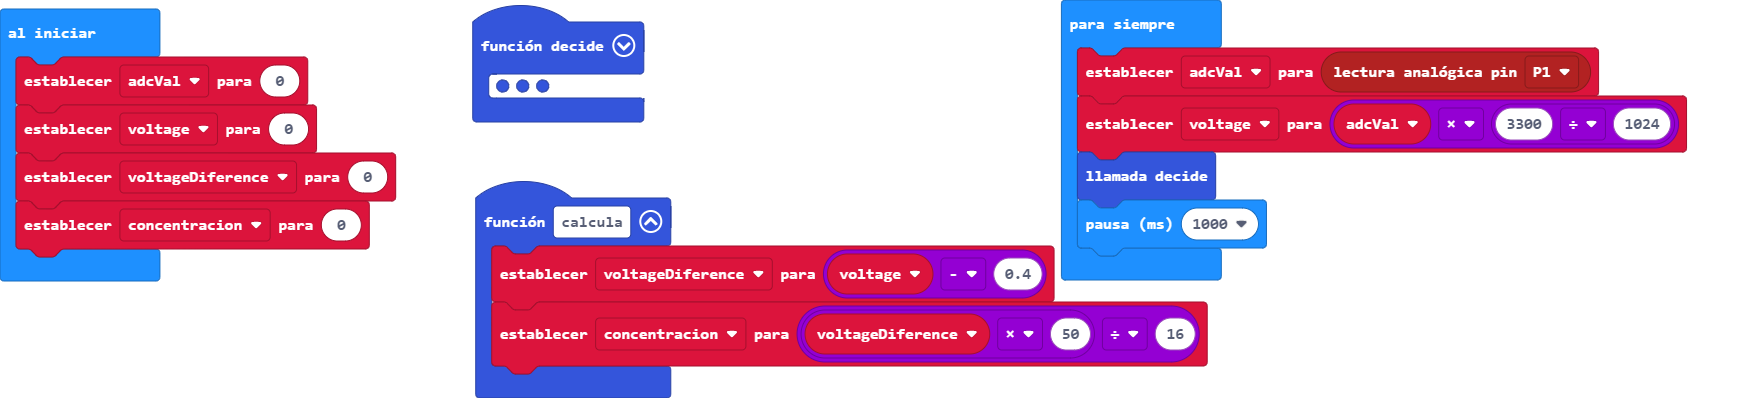 al iniciar
establecer adcVal para 0
establecer voltage para 0
establecer voltageDiference para 0
establecer concentracion para 0
función decide
función calcula
establecer voltageDiference para voltage - 0.4
establecer concentracion para voltageDiference × 50 ÷ 16
para siempre
establecer adcVal para lectura analógica pin P1
establecer voltage para adcVal × 3300 ÷ 1024
llamada decide
pausa (ms) 1000